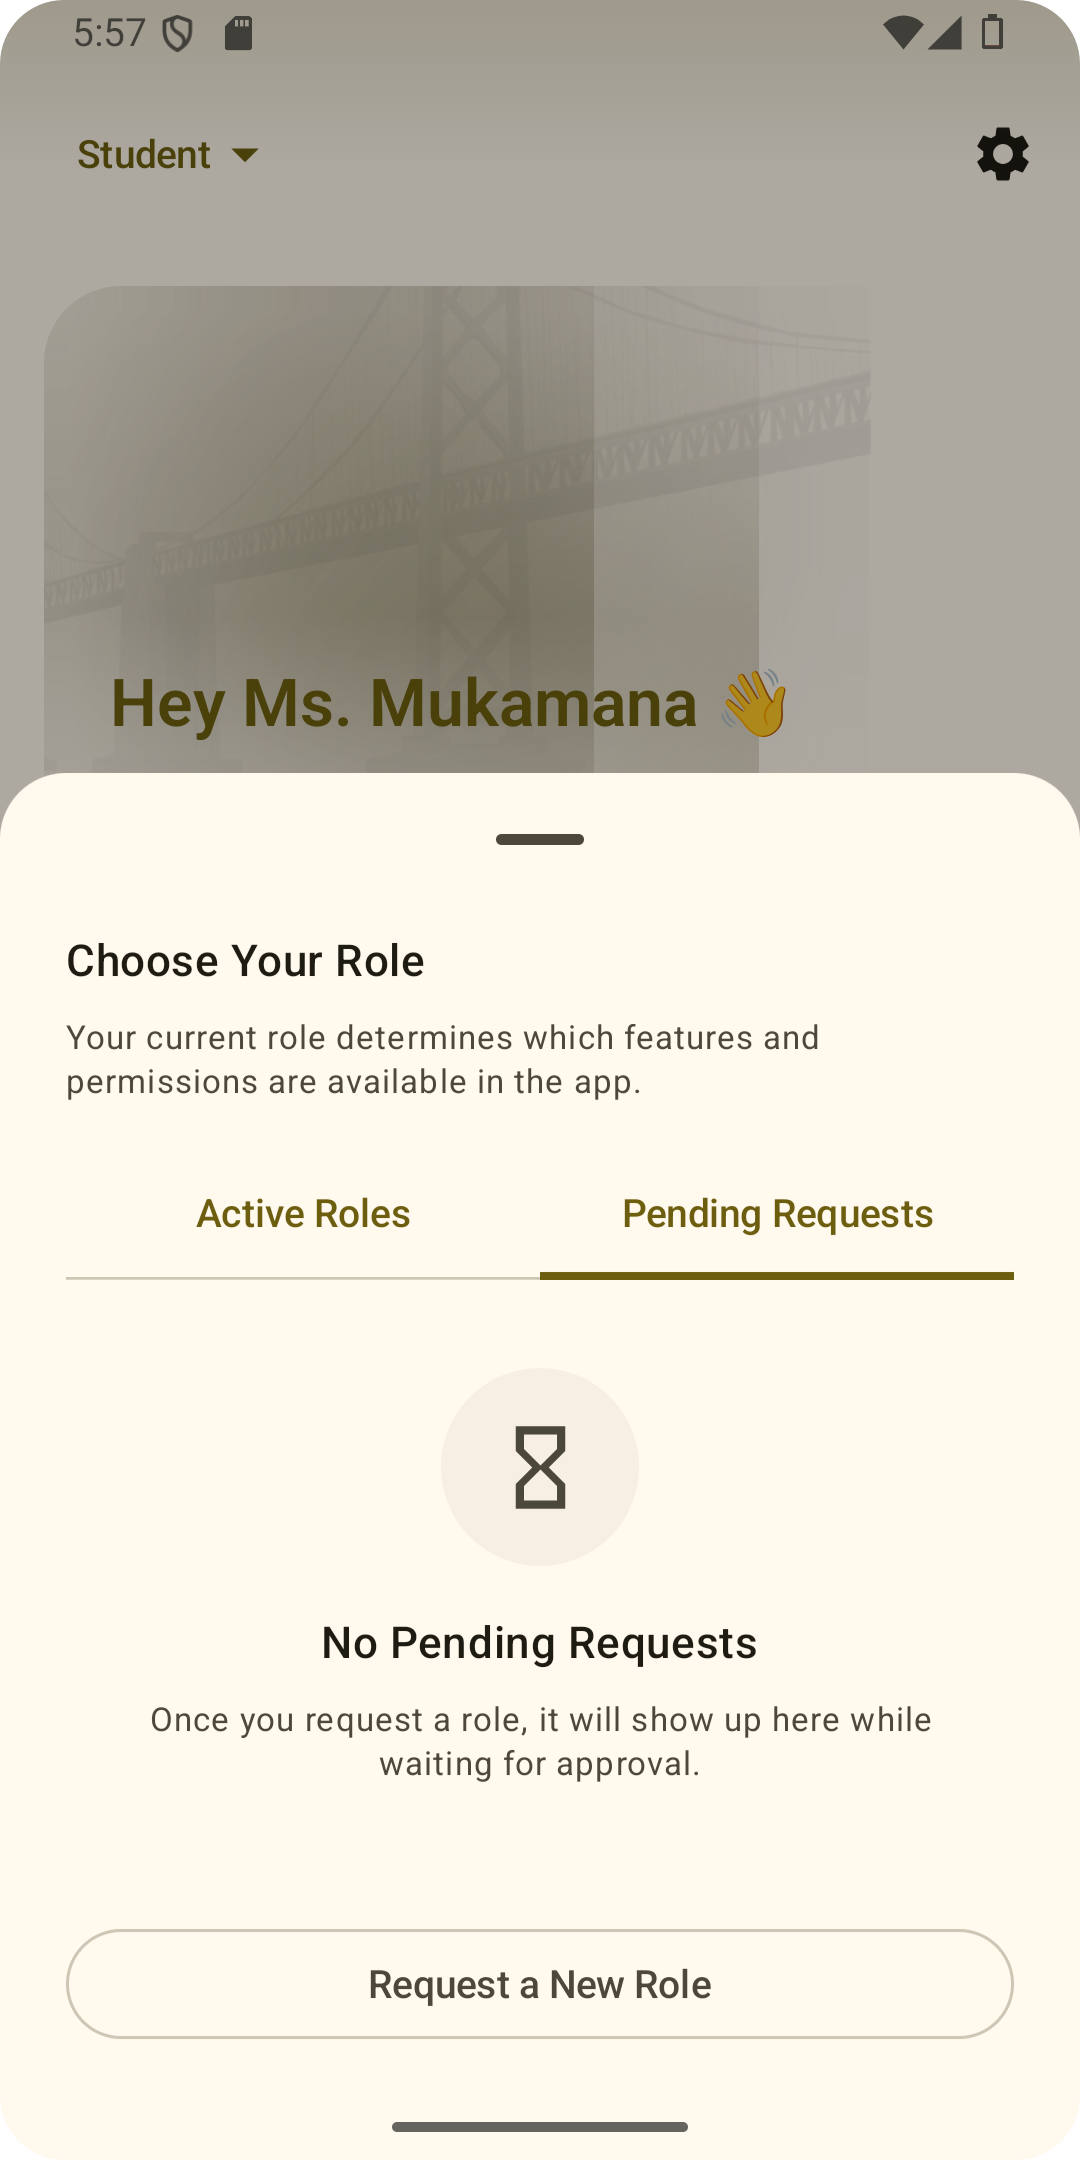 5:57
Student
Hey Ms. Mukamana 👋
Choose Your Role
Your current role determines which features and
permissions are available in the app.
Active Roles
Pending Requests
No Pending Requests
Once you request a role, it will show up here while
waiting for approval.
Request a New Role